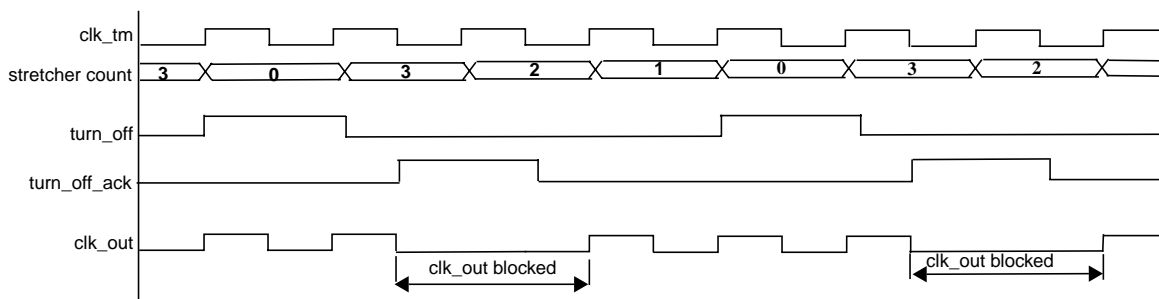 clk_tm
stretcher count
3 0 3 2 1 0 3 2
turn_off
turn_off_ack
clk_out
clk_out blocked
clk_out blocked